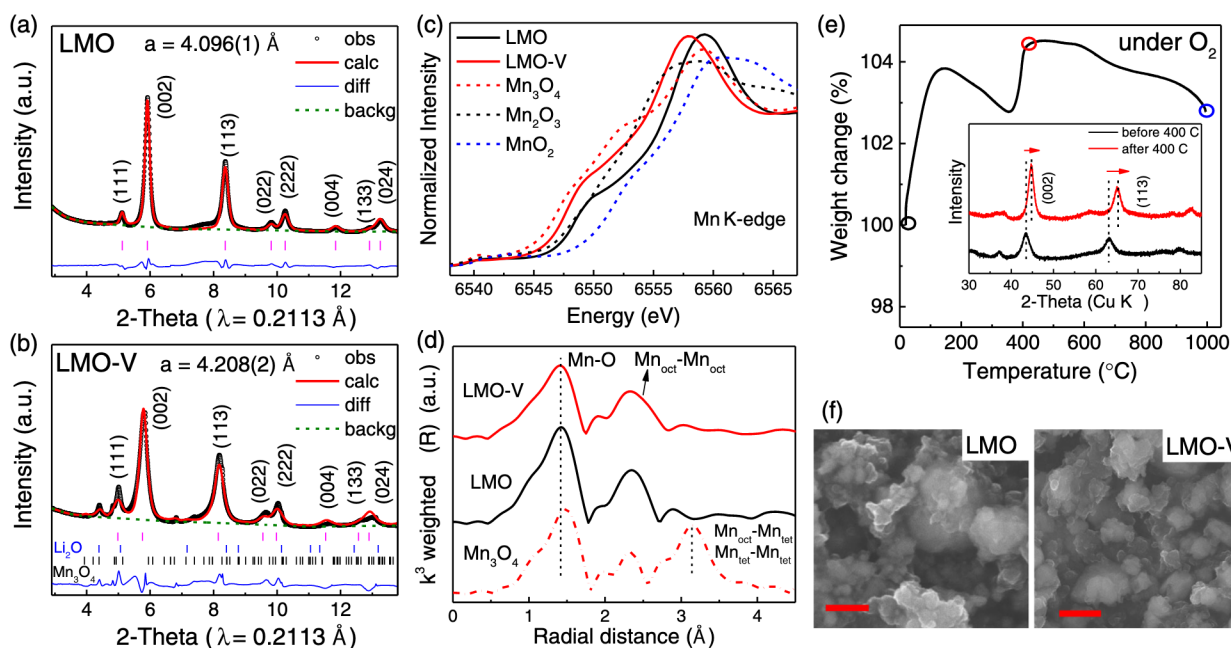 (a)
LMO
a = 4.096(1) Å
obs
calc
diff
backg
(111)
(002)
(113)
(022)
(222)
(004)
(133)
(024)
Intensity (a.u.)
4 6 8 10 12
2-Theta ( λ= 0.2113 Å)
(b)
LMO-V
a = 4.208(2) Å
obs
calc
diff
backg
(111)
(002)
(113)
(022)
(222)
(004)
(133)
(024)
Li2O
Mn3O4
Intensity (a.u.)
4 6 8 10 12
2-Theta ( λ= 0.2113 Å)
(c)
LMO
LMO-V
Mn3O4
Mn2O3
MnO2
Mn K-edge
Normalized Intensity
6540 6545 6550 6555 6560 6565
Energy (eV)
(d)
Mn-O
Mnoct-Mnoct
LMO-V
LMO
Mn3O4
Mnoct-Mntet
Mntet-Mntet
k3 weighted (R) (a.u.)
0 1 2 3 4
Radial distance (Å)
(e)
under O2
104
102
100
98
Weight change (%)
before 400 C
after 400 C
(002)
(113)
Intensity
30 40 50 60 70 80
2-Theta (Cu K )
0 200 400 600 800 1000
Temperature (°C)
(f)
LMO
LMO-V